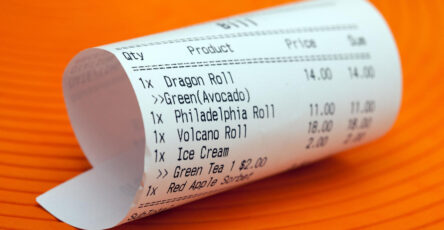 Bill
Qty Product Price Sum
1x Dragon Roll 14.00 14.00
>>Green(Avocado)
1x Philadelphia Roll 11.00 11.00
1x Volcano Roll 18.00 18.00
1x Ice Cream 2.00 2.00
>> Green Tea 1 $2.00
1x Red Apple Sorbet